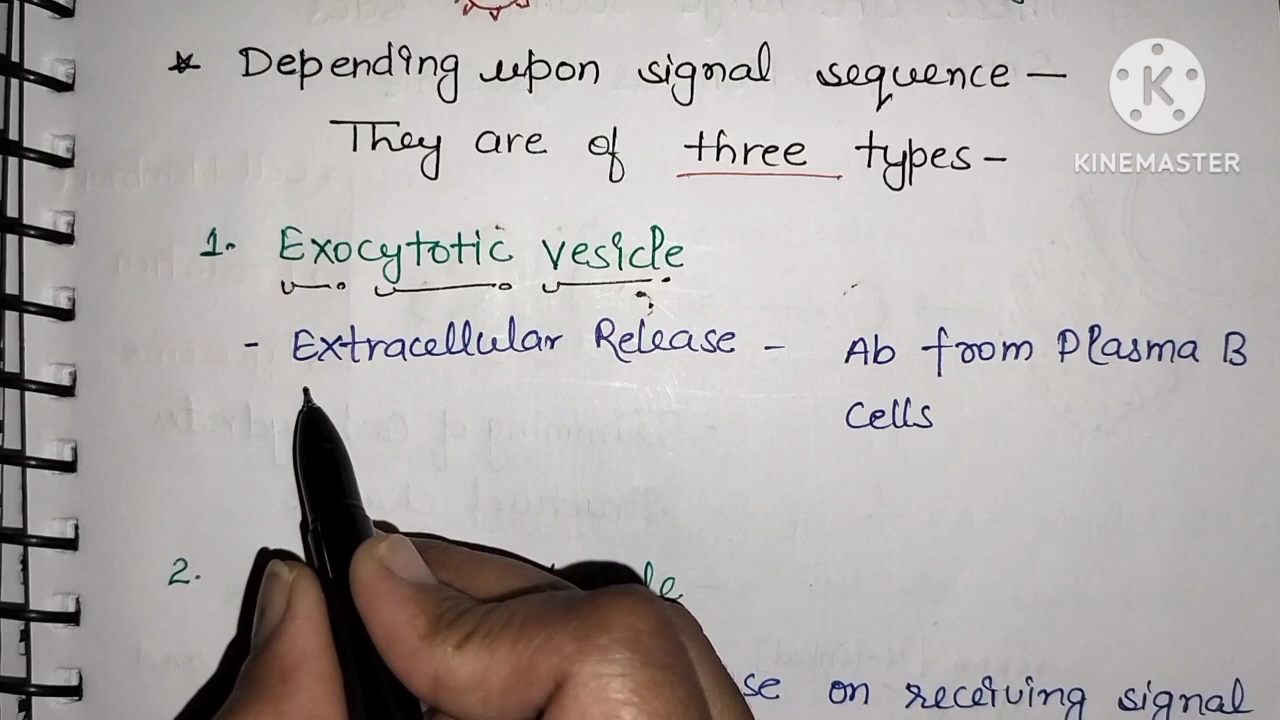 * Depending upon signal sequence —
They are of three types -
KINEMASTER
1. Exocytotic vesicle
- Extracellular Release - Ab from Plasma B
Cells
2.
se on receiving signal